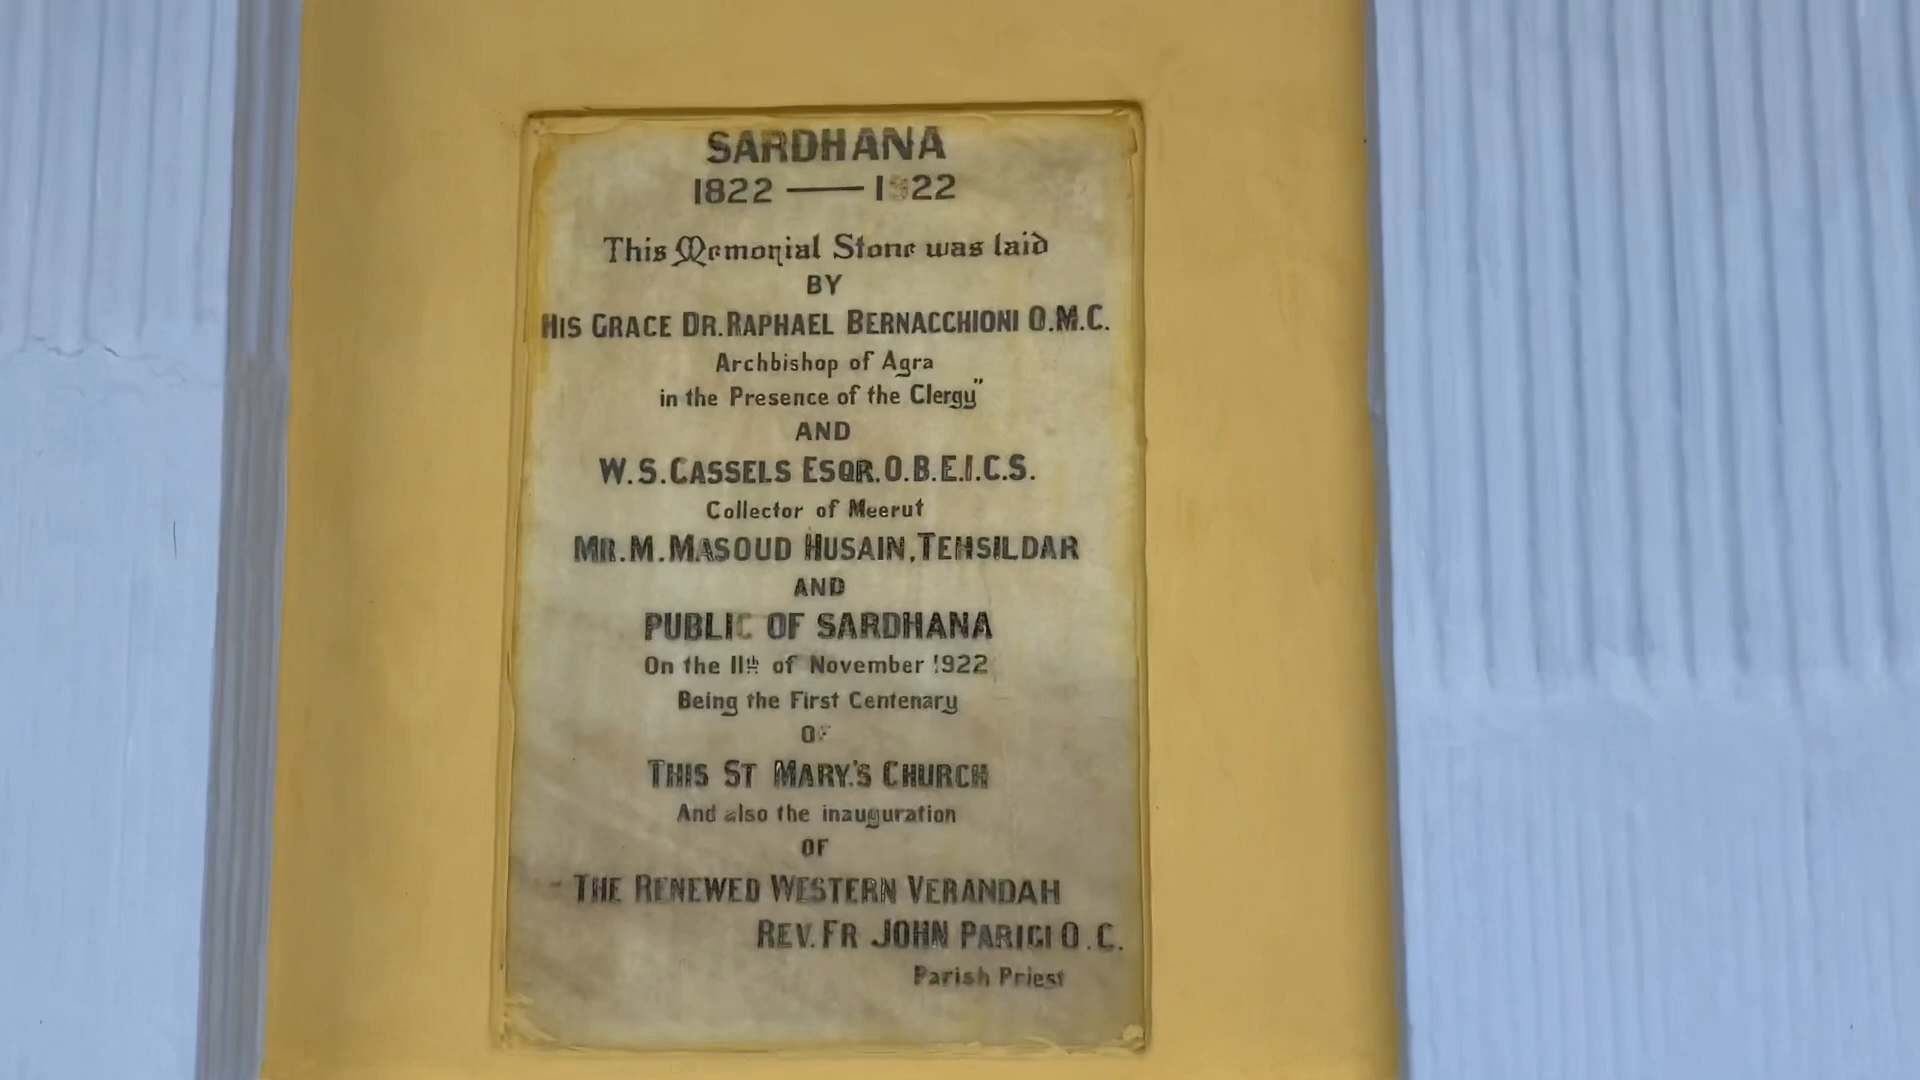 SARDHANA
1822 — 1922
This Memorial Stone was laid
BY
HIS GRACE DR. RAPHAEL BERNACCHIONI O.M.C.
Archbishop of Agra
in the Presence of the Clergy"
AND
W.S. CASSELS ESQR. O.B.E.I.C.S.
Collector of Meerut
MR. M. MASOUD HUSAIN, TEHSILDAR
AND
PUBLIC OF SARDHANA
On the 11th of November 1922
Being the First Centenary
OF
THIS ST MARY'S CHURCH
And also the inauguration
OF
THE RENEWED WESTERN VERANDAH
REV. FR JOHN PARIGI O.C.
Parish Priest